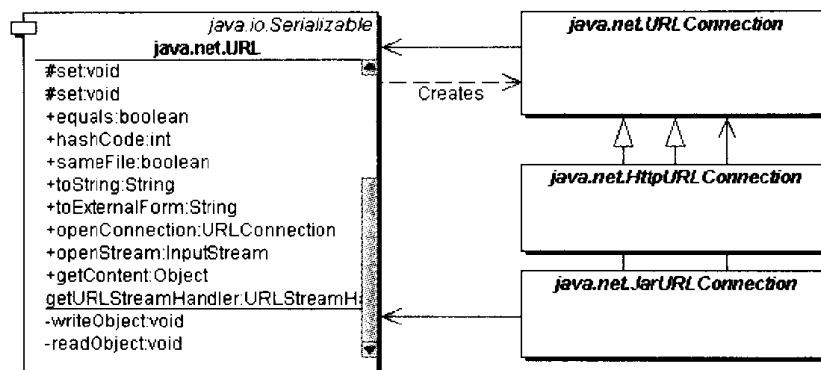 java.io.Serializable
java.net.URL
#set:void
#set:void
+equals:boolean
+hashCode:int
+sameFile:boolean
+toString:String
+toExternalForm:String
+openConnection:URLConnection
+openStream:InputStream
+getContent:Object
getURLStreamHandler:URLStreamHa
-writeObject:void
-readObject:void
Creates
java.net.URLConnection
java.net.HttpURLConnection
java.net.JarURLConnection